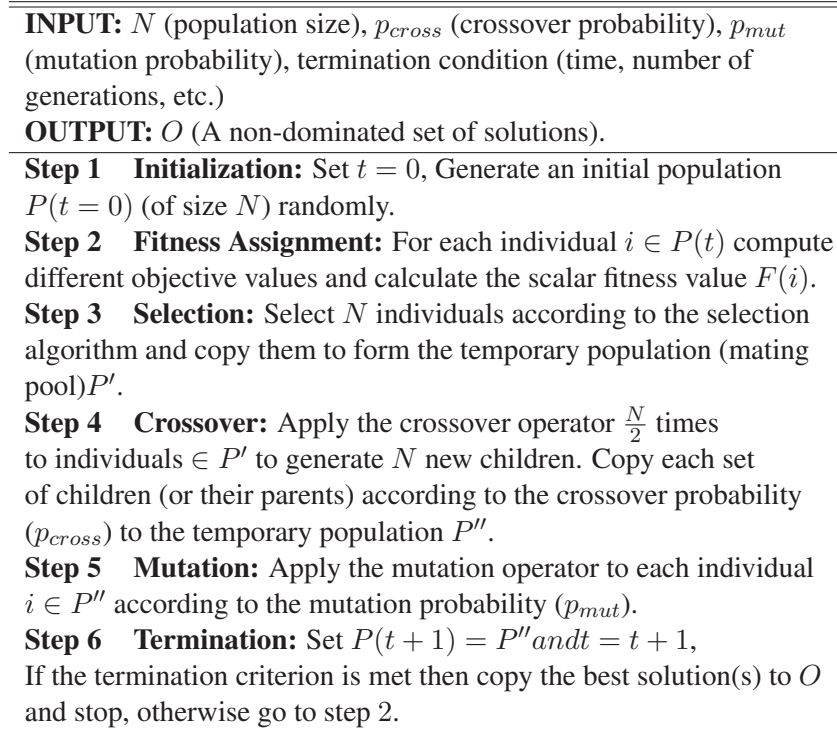 INPUT: N (population size), p_cross (crossover probability), p_mut
(mutation probability), termination condition (time, number of
generations, etc.)
OUTPUT: O (A non-dominated set of solutions).
Step 1 Initialization: Set t = 0, Generate an initial population
P(t = 0) (of size N) randomly.
Step 2 Fitness Assignment: For each individual i ∈ P(t) compute
different objective values and calculate the scalar fitness value F(i).
Step 3 Selection: Select N individuals according to the selection
algorithm and copy them to form the temporary population (mating
pool)P′.
Step 4 Crossover: Apply the crossover operator N/2 times
to individuals ∈ P′ to generate N new children. Copy each set
of children (or their parents) according to the crossover probability
(p_cross) to the temporary population P′′.
Step 5 Mutation: Apply the mutation operator to each individual
i ∈ P′′ according to the mutation probability (p_mut).
Step 6 Termination: Set P(t + 1) = P′′andt = t + 1,
If the termination criterion is met then copy the best solution(s) to O
and stop, otherwise go to step 2.